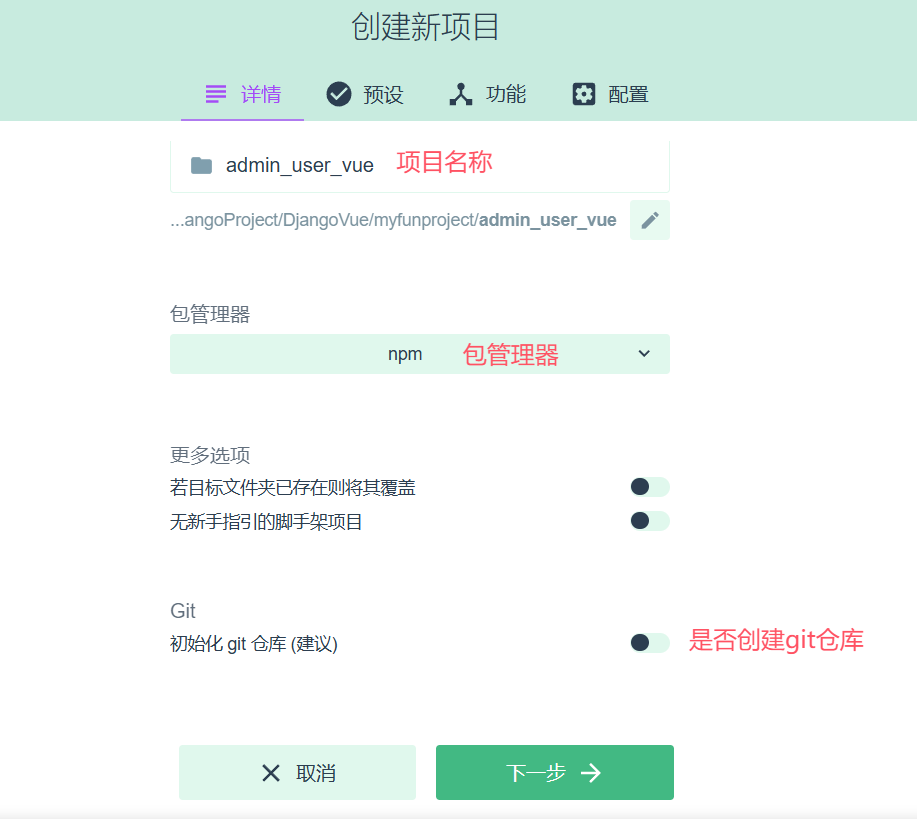 创建新项目
详情 预设 功能 配置
admin_user_vue 项目名称
...angoProject/DjangoVue/myfunproject/admin_user_vue
包管理器
npm 包管理器
更多选项
若目标文件夹已存在则将其覆盖
无新手指引的脚手架项目
Git
初始化 git 仓库 (建议) 是否创建git仓库
取消 下一步